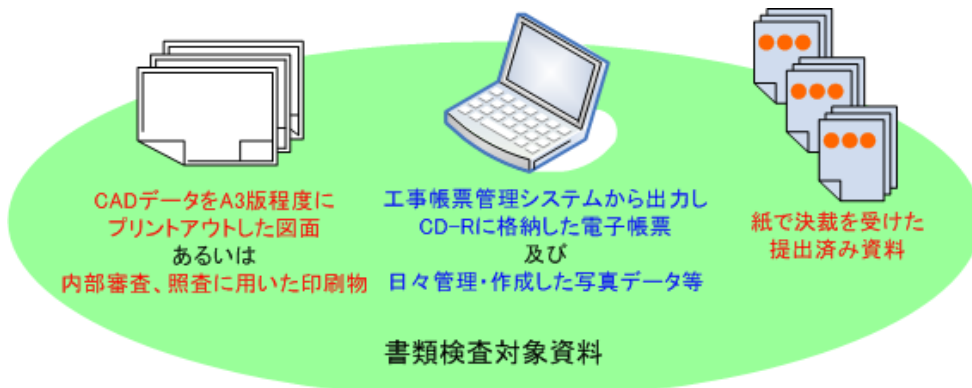 CADデータをA3版程度に
プリントアウトした図面
あるいは
内部審査、照査に用いた印刷物
工事帳票管理システムから出力し
CD-Rに格納した電子帳票
及び
日々管理・作成した写真データ等
紙で決裁を受けた
提出済み資料
書類検査対象資料